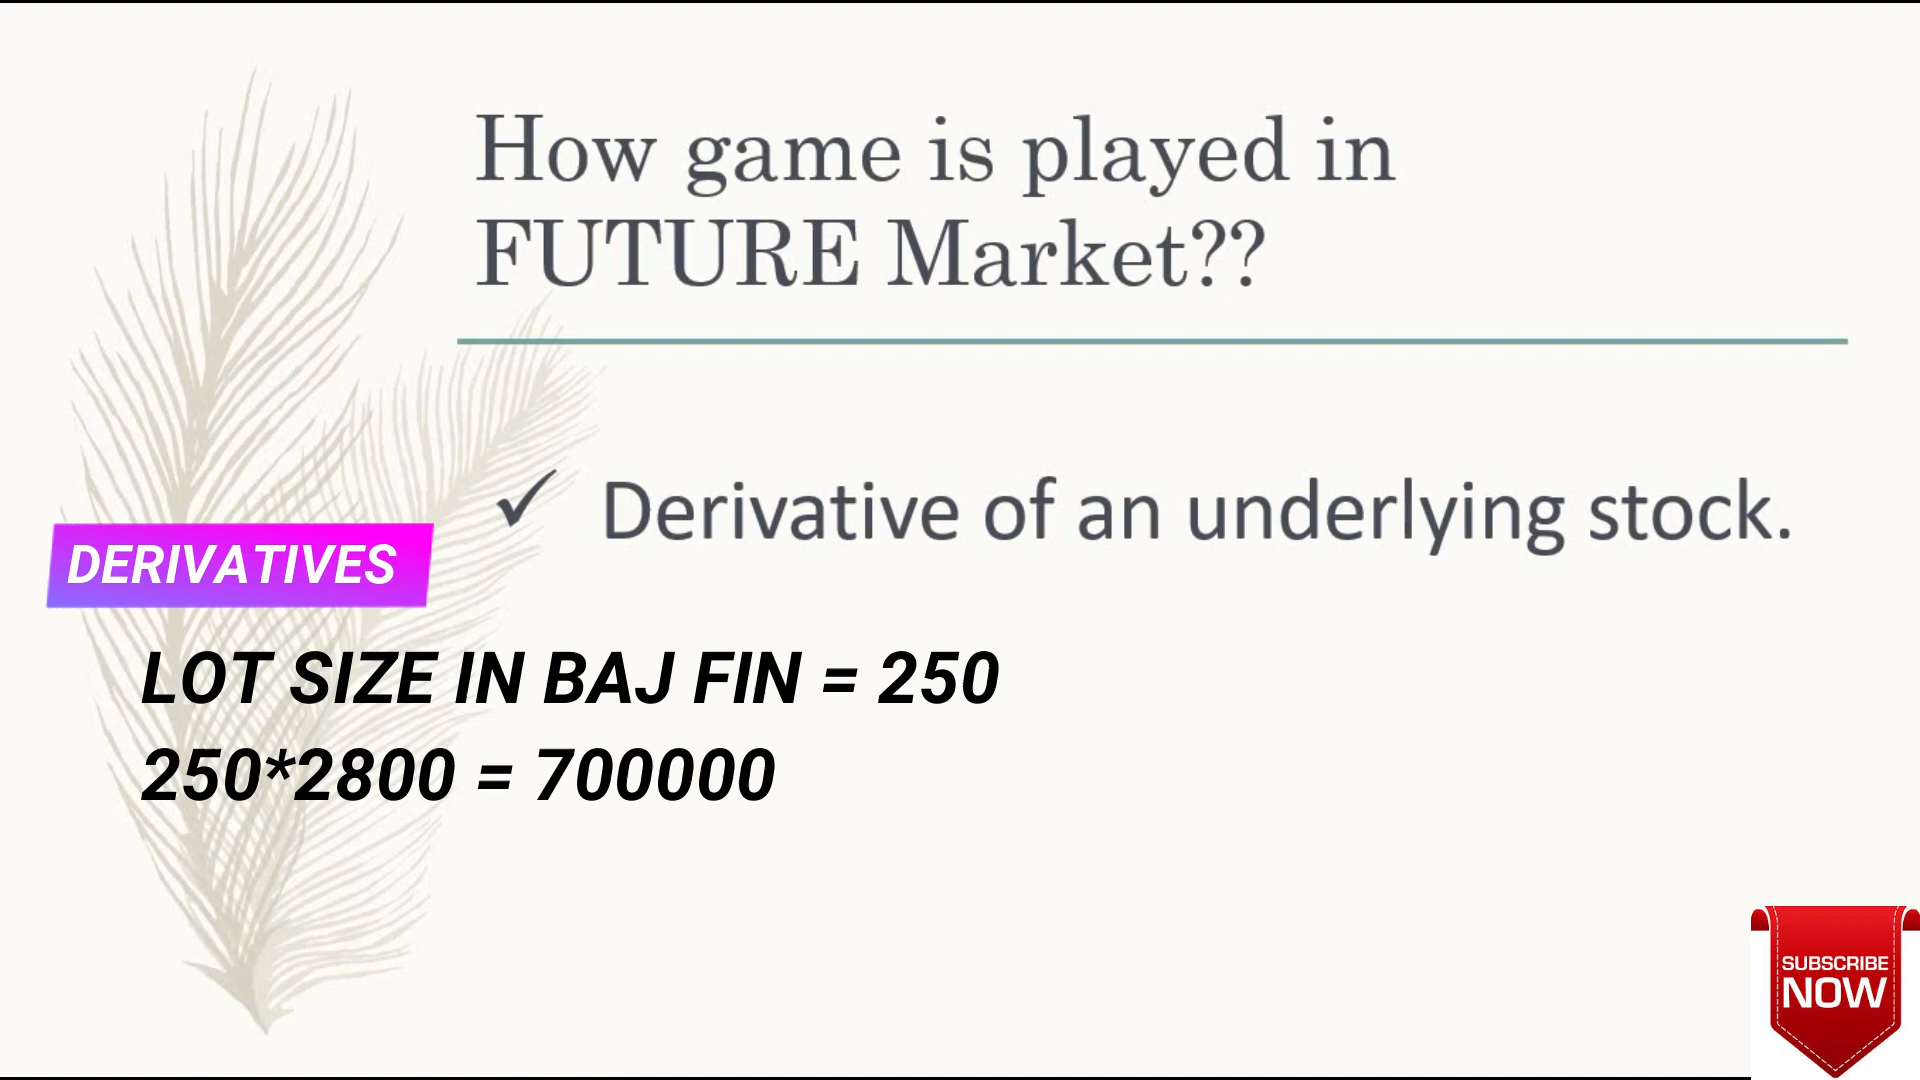 How game is played in
FUTURE Market??
✓ Derivative of an underlying stock.
DERIVATIVES
LOT SIZE IN BAJ FIN = 250
250*2800 = 700000
SUBSCRIBE
NOW